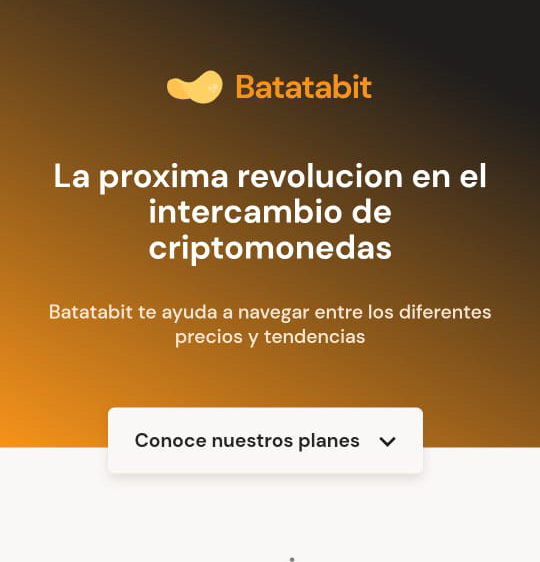 Batatabit
La proxima revolucion en el
intercambio de
criptomonedas
Batatabit te ayuda a navegar entre los diferentes
precios y tendencias
Conoce nuestros planes